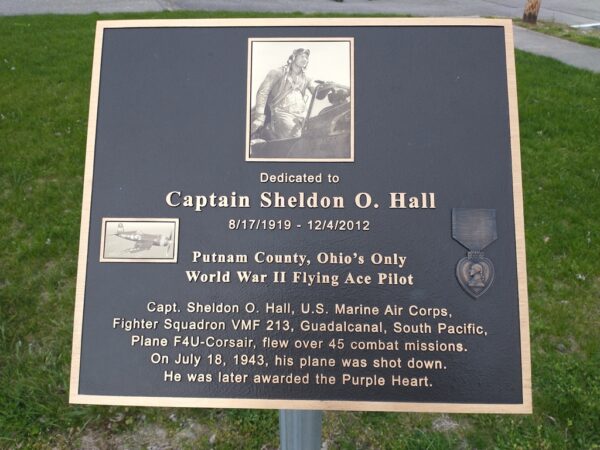 Dedicated to
Captain Sheldon O. Hall
8/17/1919 - 12/4/2012
Putnam County, Ohio's Only
World War II Flying Ace Pilot
Capt. Sheldon O. Hall, U.S. Marine Air Corps,
Fighter Squadron VMF 213, Guadalcanal, South Pacific,
Plane F4U-Corsair, flew over 45 combat missions.
On July 18, 1943, his plane was shot down.
He was later awarded the Purple Heart.